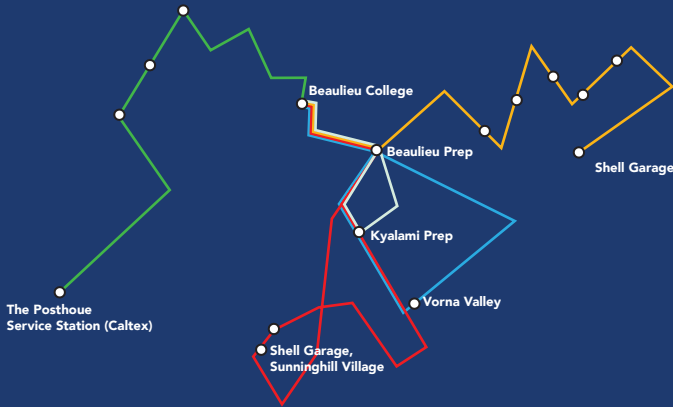 Beaulieu College
Beaulieu Prep
Shell Garage
Kyalami Prep
Vorna Valley
The Posthoue
Service Station (Caltex)
Shell Garage,
Sunninghill Village